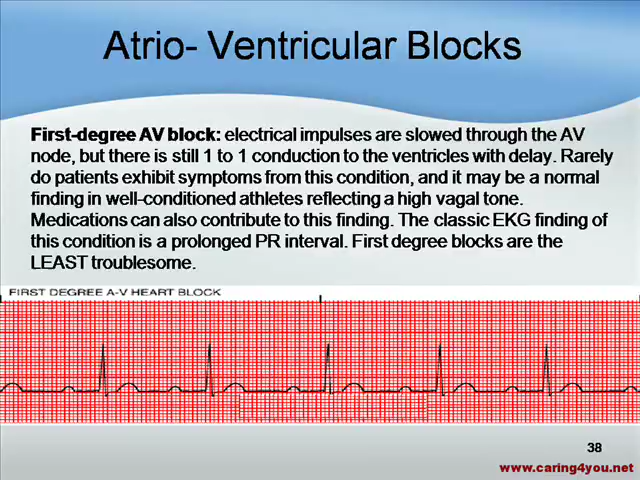 Atrio- Ventricular Blocks
First-degree AV block: electrical impulses are slowed through the AV
node, but there is still 1 to 1 conduction to the ventricles with delay. Rarely
do patients exhibit symptoms from this condition, and it may be a normal
finding in well-conditioned athletes reflecting a high vagal tone.
Medications can also contribute to this finding. The classic EKG finding of
this condition is a prolonged PR interval. First degree blocks are the
LEAST troublesome.
FIRST DEGREE A-V HEART BLOCK
38
www.caring4you.net